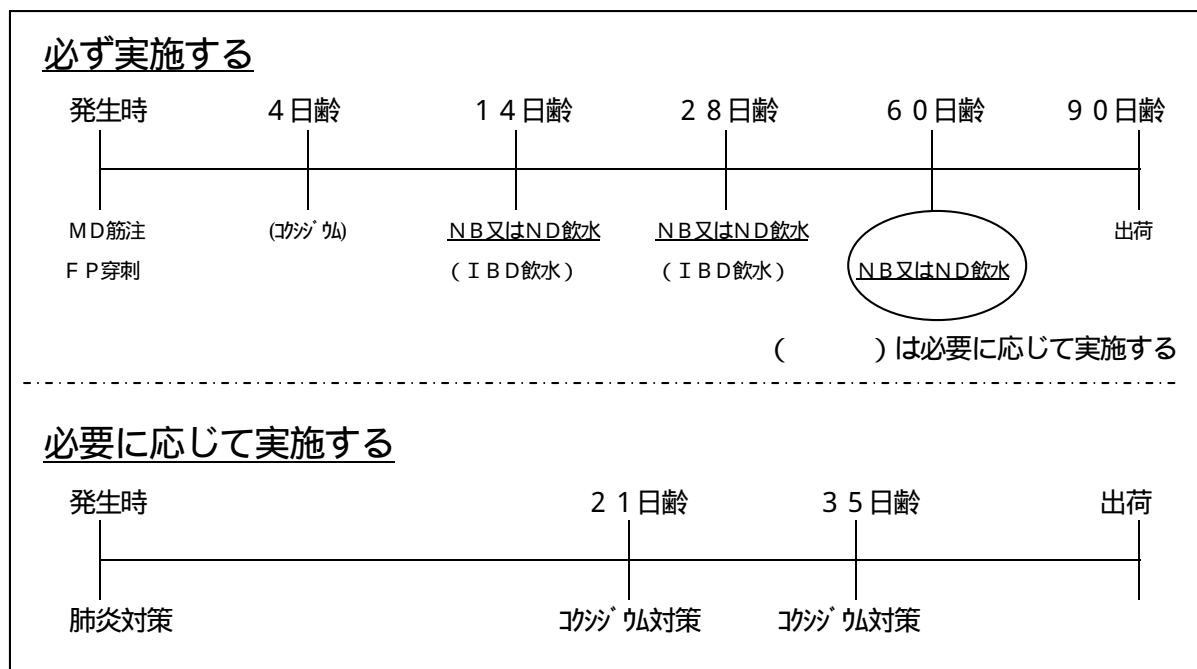 必ず実施する
発生時 4日齢 14日齢 28日齢 60日齢 90日齢
MD筋注 (ｺｸｼｼﾞｳﾑ) NB又はND飲水 NB又はND飲水 出荷
FP穿刺 (IBD飲水) (IBD飲水) NB又はND飲水
(　　　)は必要に応じて実施する
必要に応じて実施する
発生時 21日齢 35日齢 出荷
肺炎対策 ｺｸｼｼﾞｳﾑ対策 ｺｸｼｼﾞｳﾑ対策